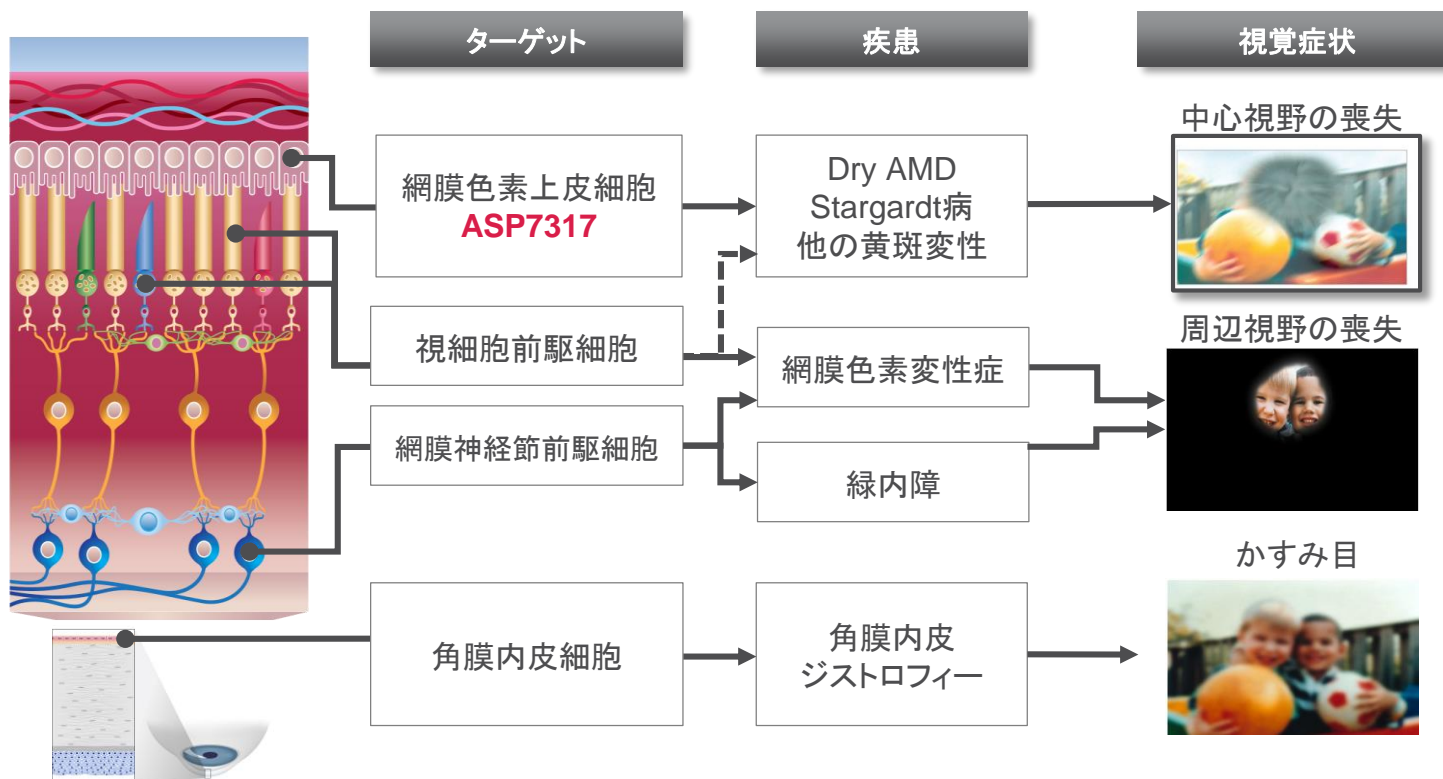 ターゲット
疾患
視覚症状
網膜色素上皮細胞
ASP7317
Dry AMD
Stargardt病
他の黄斑変性
中心視野の喪失
視細胞前駆細胞
網膜色素変性症
周辺視野の喪失
網膜神経節前駆細胞
緑内障
角膜内皮細胞
角膜内皮
ジストロフィー
かすみ目